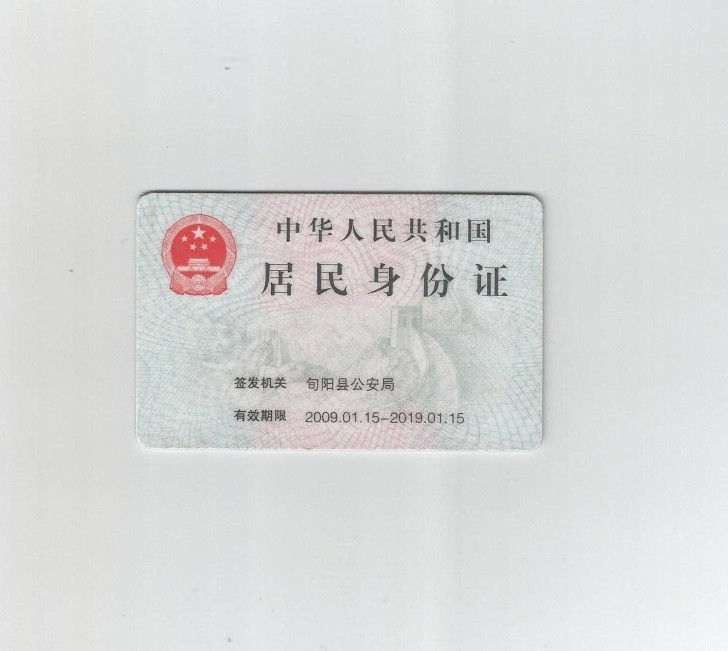 中华人民共和国
居民身份证
签发机关 旬阳县公安局
有效期限 2009.01.15-2019.01.15